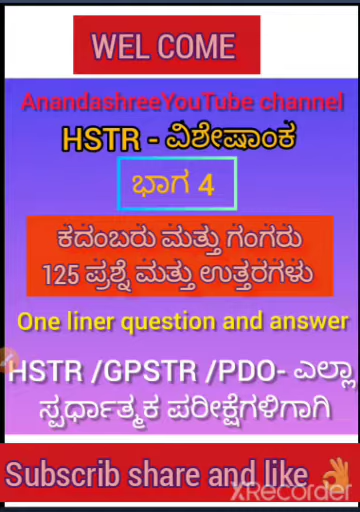 WEL COME
AnandashreeYouTube channel
HSTR - ವಿಶೇಷಾಂಕ
ಭಾಗ 4
ಕದಂಬರು ಮತ್ತು ಗಂಗರು
125 ಪ್ರಶ್ನೆ ಮತ್ತು ಉತ್ತರಗಳು
One liner question and answer
HSTR /GPSTR /PDO- ಎಲ್ಲಾ
ಸ್ಪರ್ಧಾತ್ಮಕ ಪರೀಕ್ಷೆಗಳಿಗಾಗಿ
Subscrib share and like 👌
XRecorder